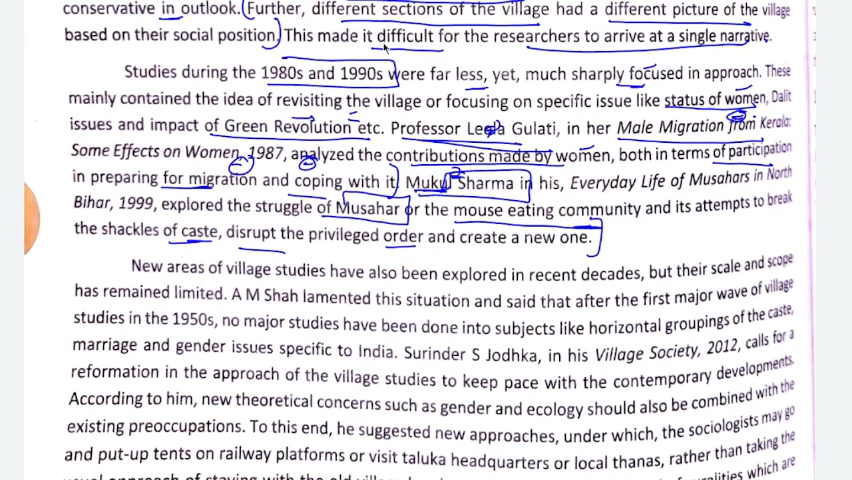 conservative in outlook. Further, different sections of the village had a different picture of the village
based on their social position. This made it difficult for the researchers to arrive at a single narrative.
Studies during the 1980s and 1990s were far less, yet, much sharply focused in approach. These
mainly contained the idea of revisiting the village or focusing on specific issue like status of women, Dalit
issues and impact of Green Revolution etc. Professor Leela Gulati, in her Male Migration from Kerala:
Some Effects on Women, 1987, analyzed the contributions made by women, both in terms of participation
in preparing for migration and coping with it. Mukul Sharma in his, Everyday Life of Musahars in North
Bihar, 1999, explored the struggle of Musahar or the mouse eating community and its attempts to break
the shackles of caste, disrupt the privileged order and create a new one.
New areas of village studies have also been explored in recent decades, but their scale and scope
has remained limited. A M Shah lamented this situation and said that after the first major wave of village
studies in the 1950s, no major studies have been done into subjects like horizontal groupings of the caste,
marriage and gender issues specific to India. Surinder S Jodhka, in his Village Society, 2012, calls for a
reformation in the approach of the village studies to keep pace with the contemporary developments.
According to him, new theoretical concerns such as gender and ecology should also be combined with the
existing preoccupations. To this end, he suggested new approaches, under which, the sociologists may go
and put-up tents on railway platforms or visit taluka headquarters or local thanas, rather than taking the
usual approach of staying with the old village which are